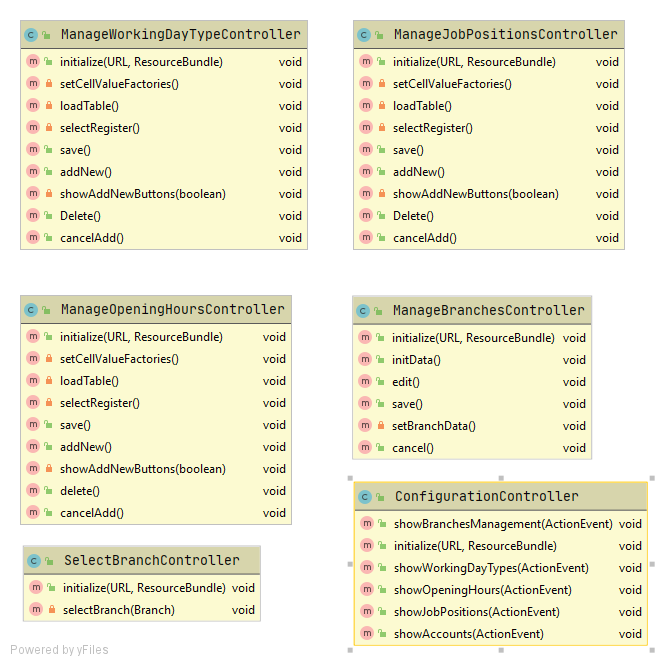 ManageWorkingDayTypeController
initialize(URL, ResourceBundle) void
setCellValueFactories() void
loadTable() void
selectRegister() void
save() void
addNew() void
showAddNewButtons(boolean) void
Delete() void
cancelAdd() void
ManageJobPositionsController
initialize(URL, ResourceBundle) void
setCellValueFactories() void
loadTable() void
selectRegister() void
save() void
addNew() void
showAddNewButtons(boolean) void
Delete() void
cancelAdd() void
ManageOpeningHoursController
initialize(URL, ResourceBundle) void
setCellValueFactories() void
loadTable() void
selectRegister() void
save() void
addNew() void
showAddNewButtons(boolean) void
delete() void
cancelAdd() void
ManageBranchesController
initialize(URL, ResourceBundle) void
initData() void
edit() void
save() void
setBranchData() void
cancel() void
SelectBranchController
initialize(URL, ResourceBundle) void
selectBranch(Branch) void
ConfigurationController
showBranchesManagement(ActionEvent) void
initialize(URL, ResourceBundle) void
showWorkingDayTypes(ActionEvent) void
showOpeningHours(ActionEvent) void
showJobPositions(ActionEvent) void
showAccounts(ActionEvent) void
Powered by yFiles